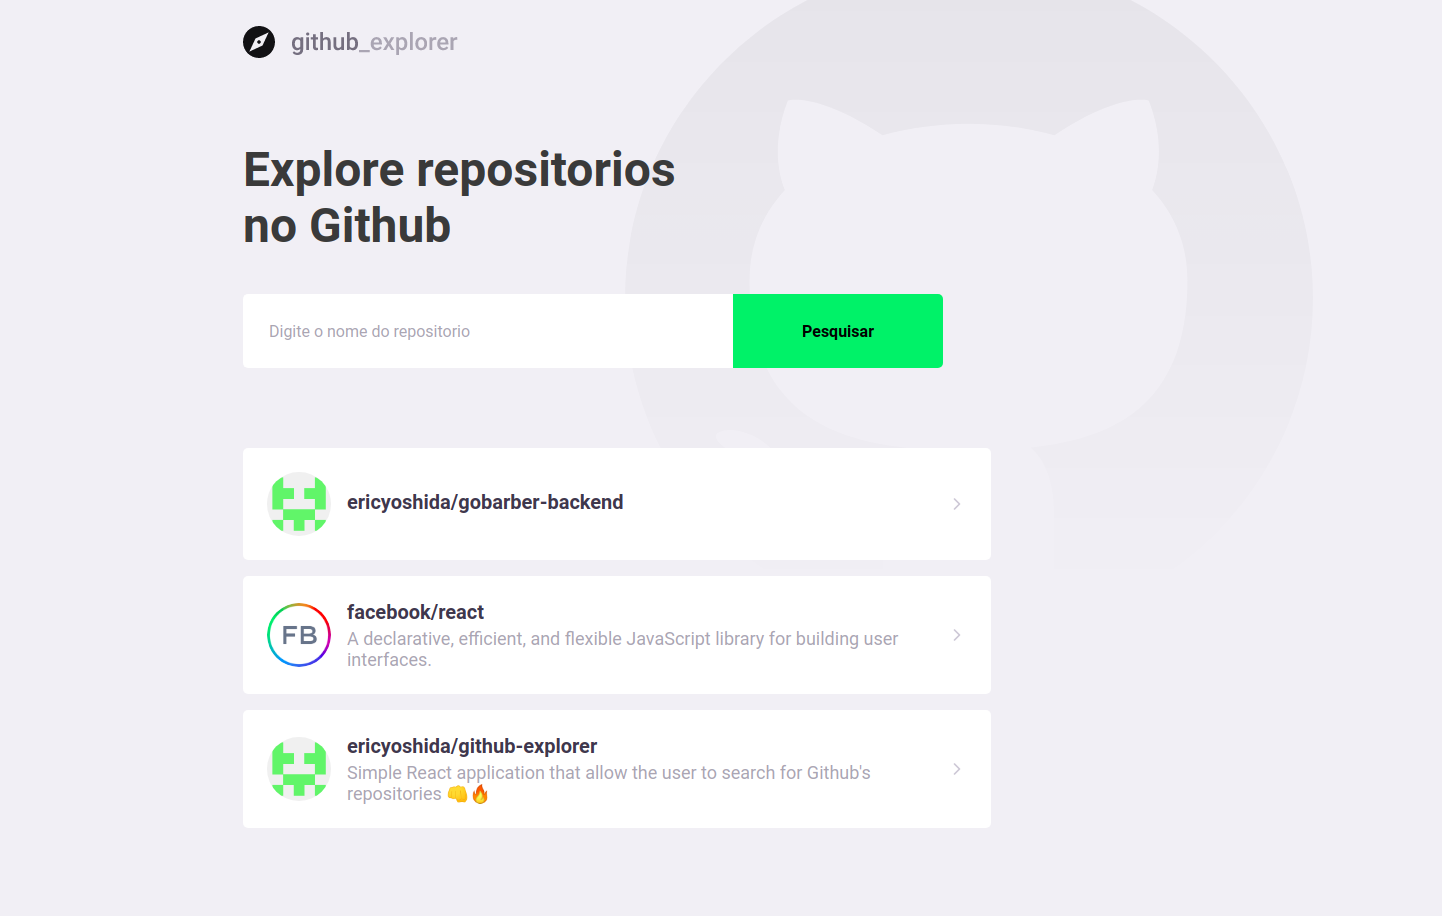 github_explorer
Explore repositorios
no Github
Digite o nome do repositorio
Pesquisar
ericyoshida/gobarber-backend
FB
facebook/react
A declarative, efficient, and flexible JavaScript library for building user
interfaces.
ericyoshida/github-explorer
Simple React application that allow the user to search for Github's
repositories 👊🔥